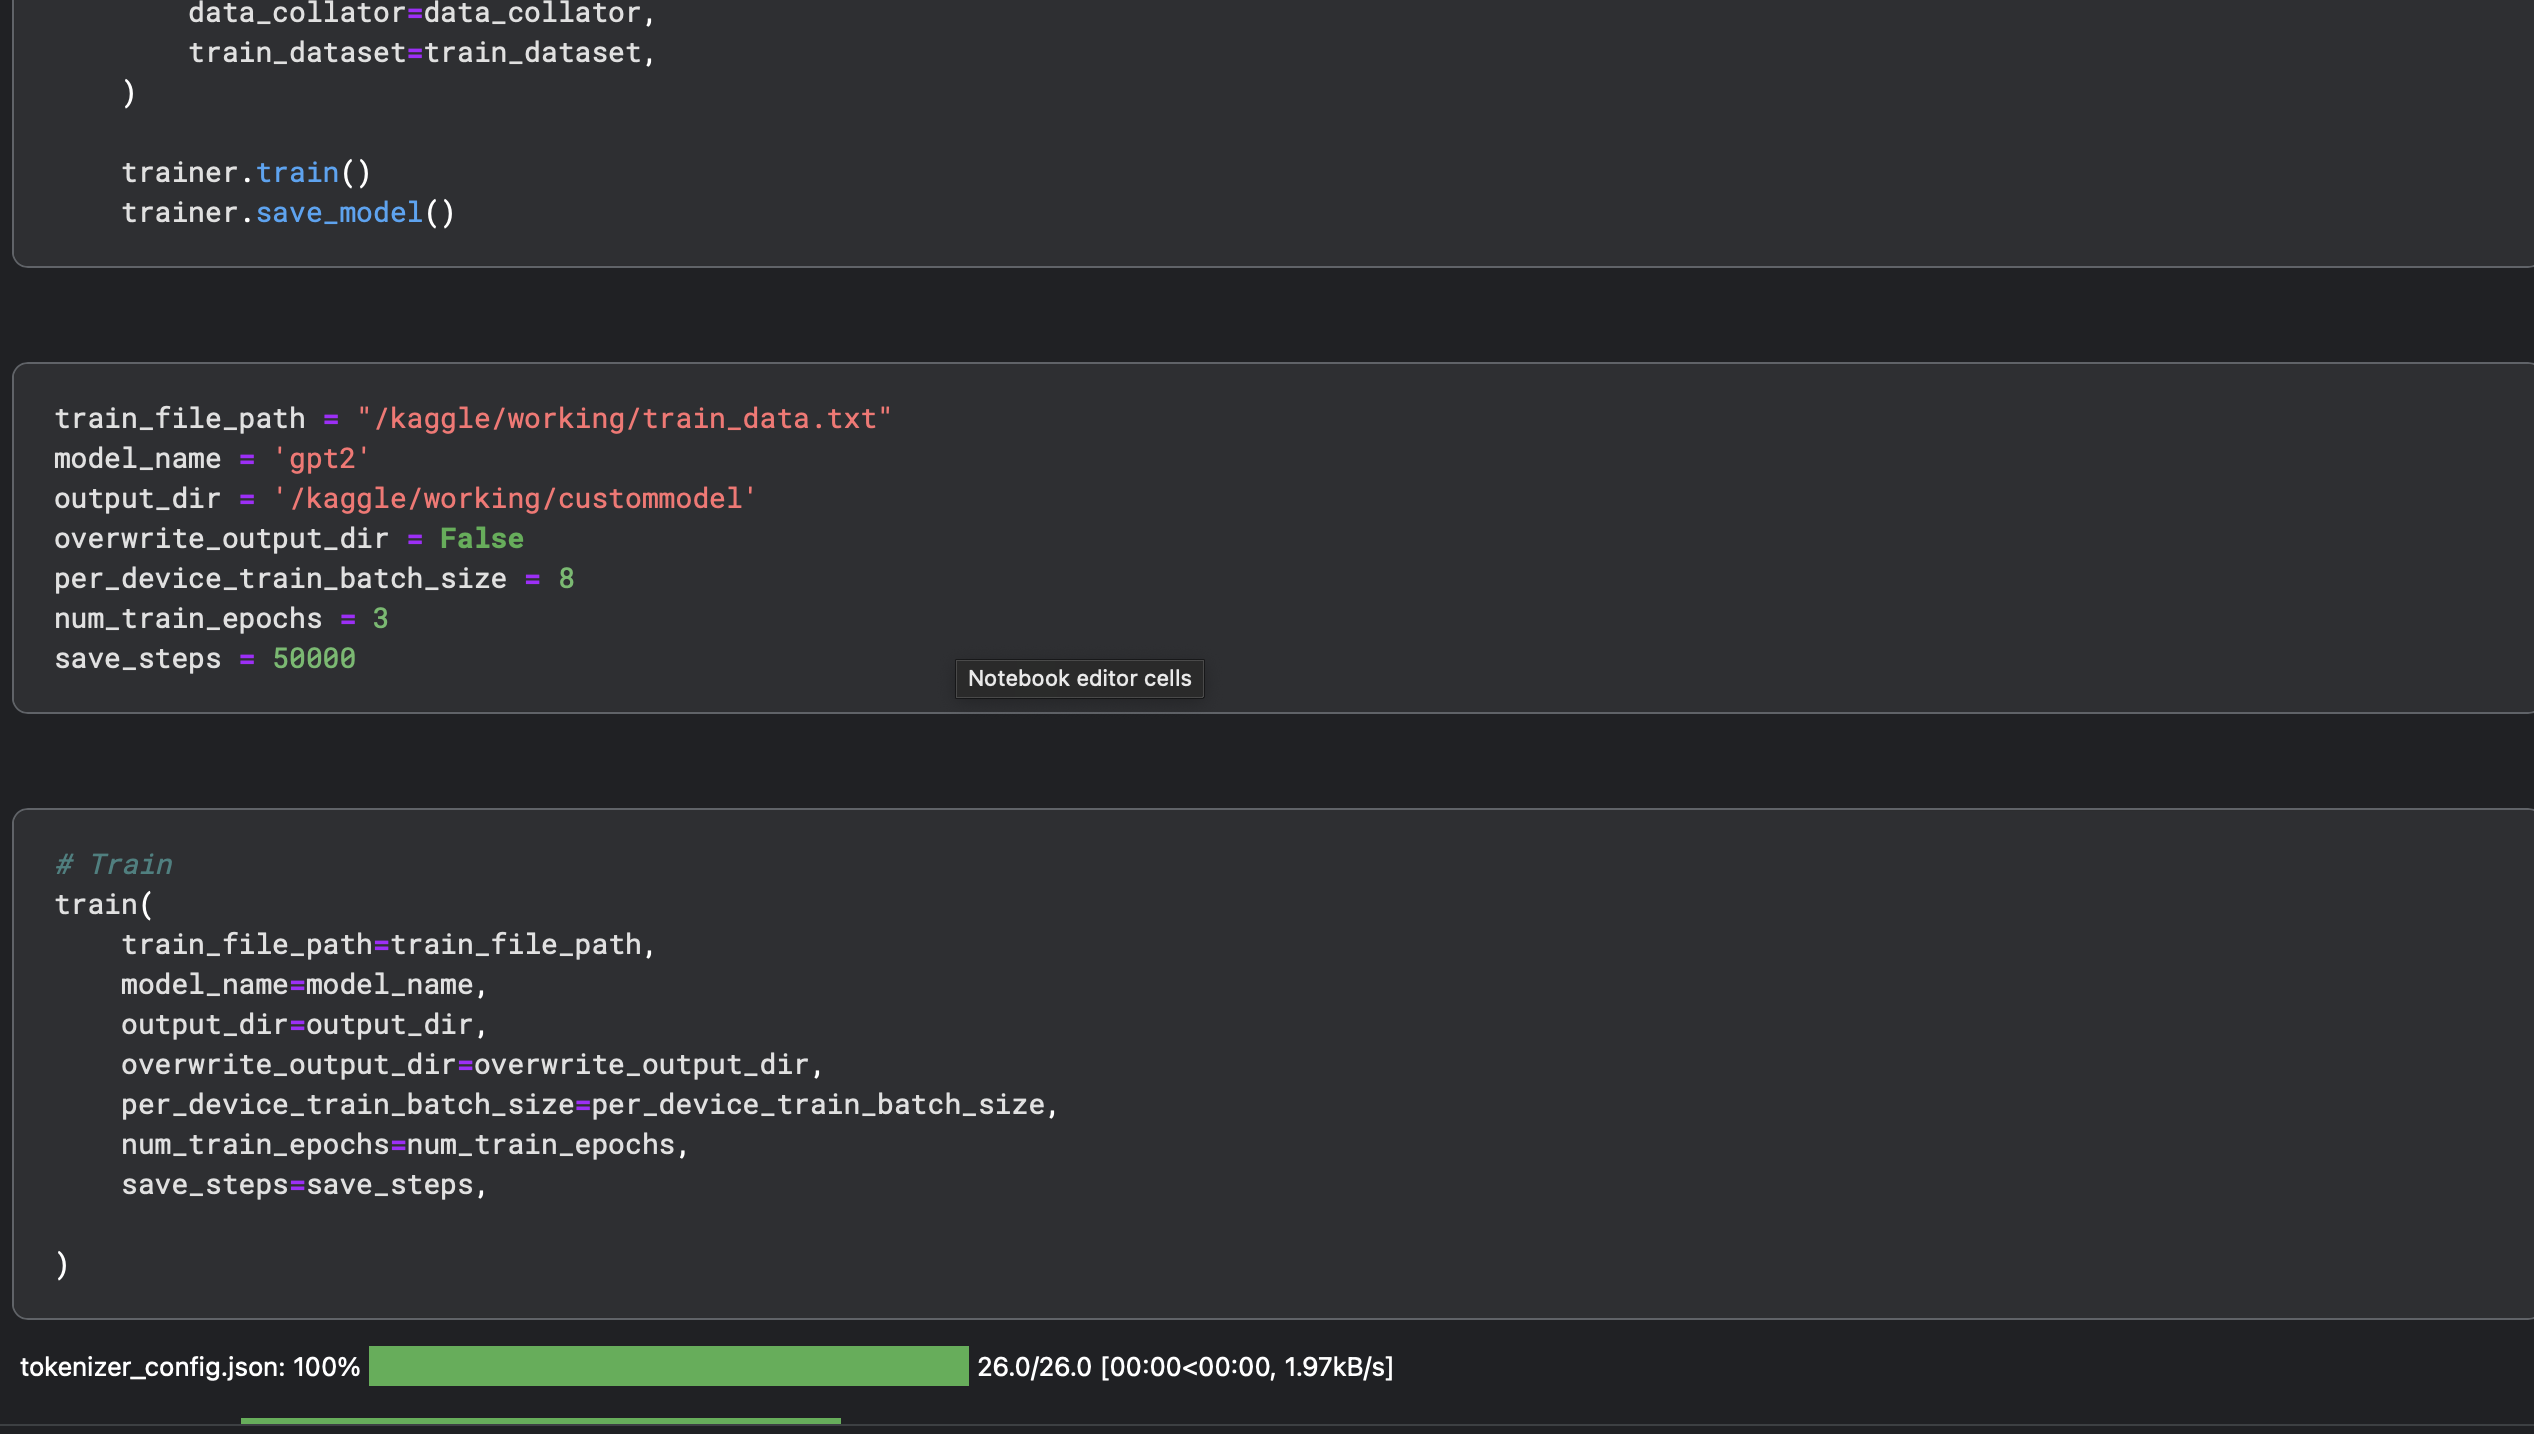 data_collator=data_collator,
train_dataset=train_dataset,
)
trainer.train()
trainer.save_model()
train_file_path = "/kaggle/working/train_data.txt"
model_name = 'gpt2'
output_dir = '/kaggle/working/custommodel'
overwrite_output_dir = False
per_device_train_batch_size = 8
num_train_epochs = 3
save_steps = 50000
Notebook editor cells
# Train
train(
train_file_path=train_file_path,
model_name=model_name,
output_dir=output_dir,
overwrite_output_dir=overwrite_output_dir,
per_device_train_batch_size=per_device_train_batch_size,
num_train_epochs=num_train_epochs,
save_steps=save_steps,
)
tokenizer_config.json: 100% 26.0/26.0 [00:00<00:00, 1.97kB/s]